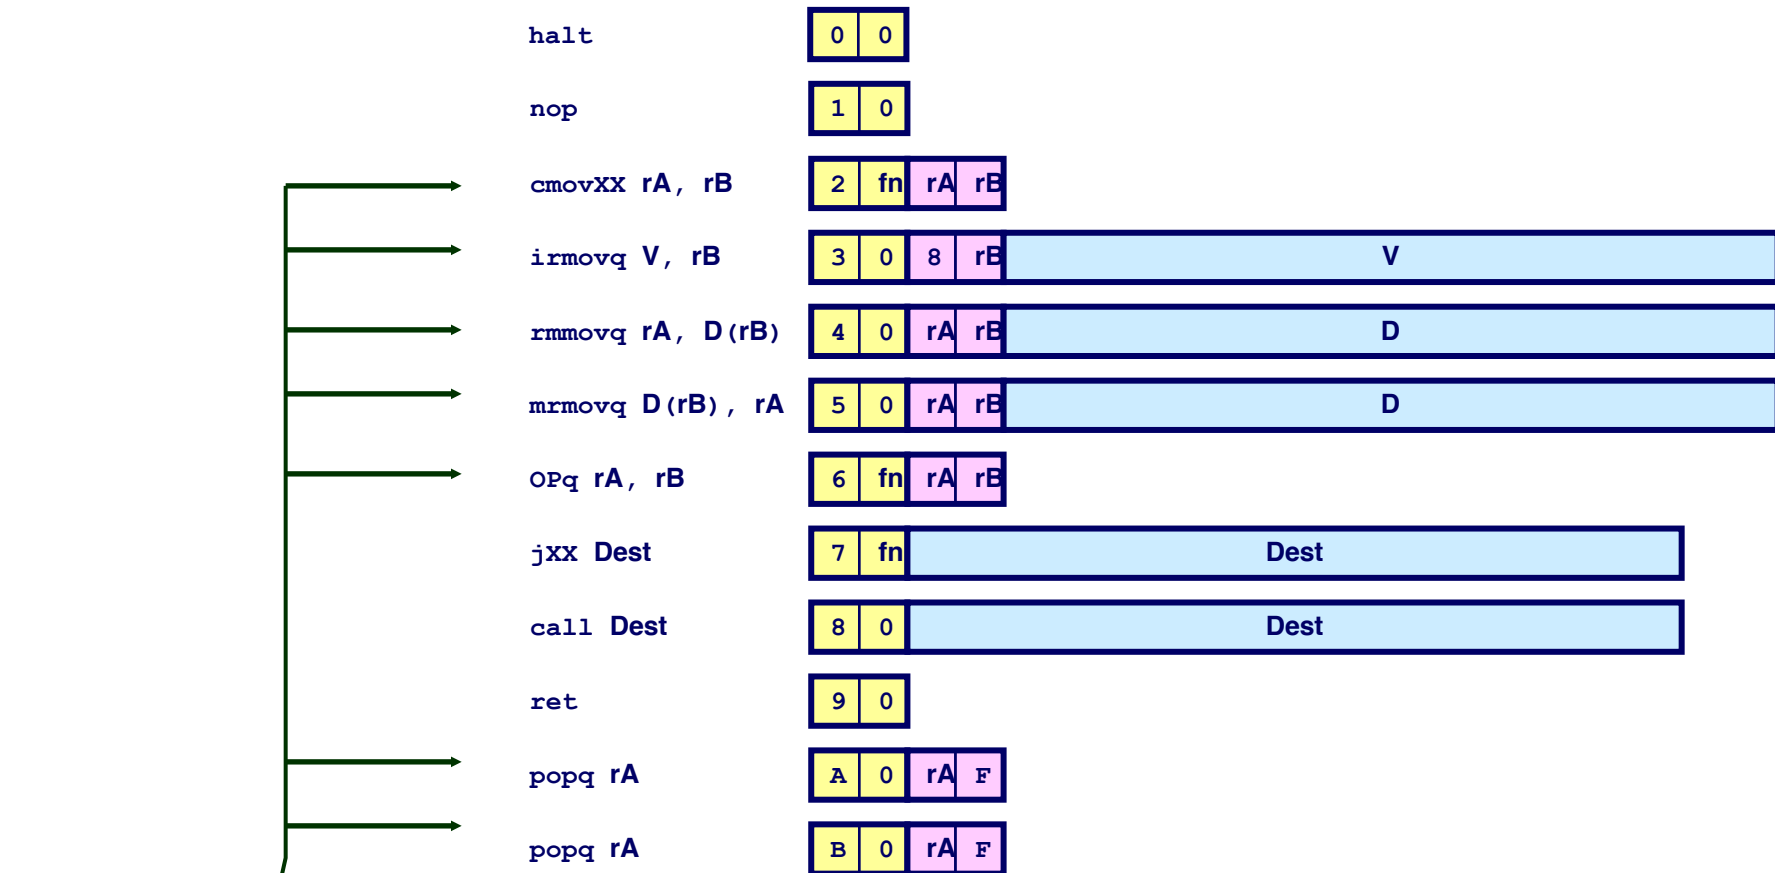 halt 0 0
nop 1 0
cmovXX rA, rB 2 fn rA rB
irmovq V, rB 3 0 8 rB V
rmmovq rA, D(rB) 4 0 rA rB D
mrmovq D(rB), rA 5 0 rA rB D
OPq rA, rB 6 fn rA rB
jXX Dest 7 fn Dest
call Dest 8 0 Dest
ret 9 0
popq rA A 0 rA F
popq rA B 0 rA F